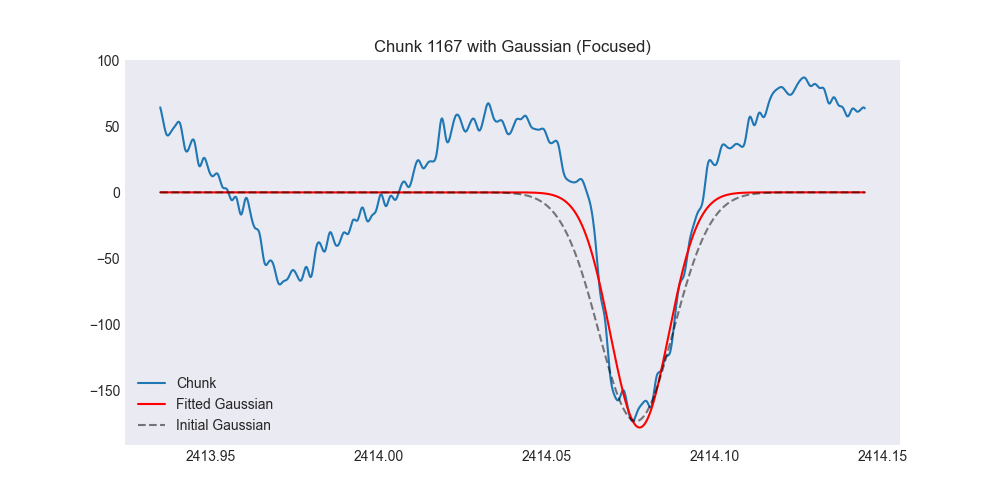 Chunk 1167 with Gaussian (Focused)
100
50
0
−50
−100
−150
Chunk
Fitted Gaussian
Initial Gaussian
2413.95 2414.00 2414.05 2414.10 2414.15